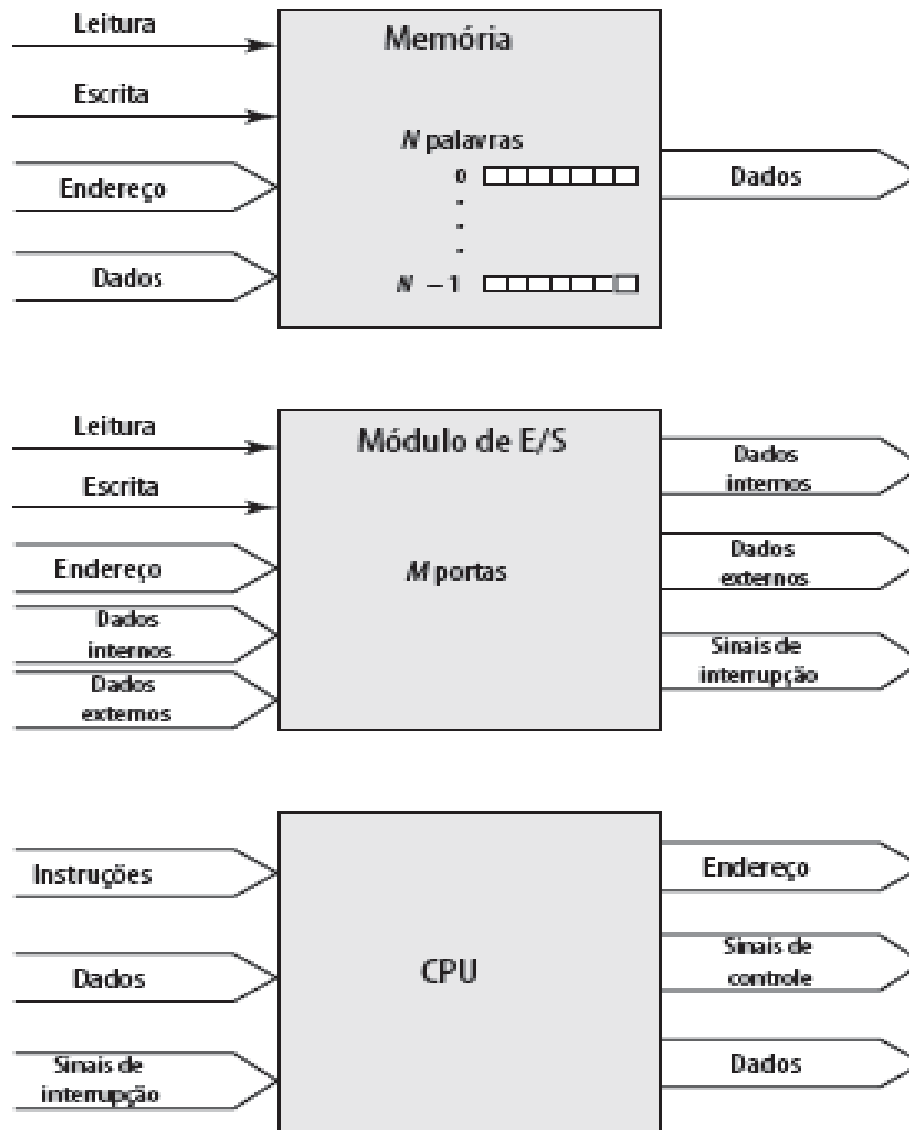 Leitura
Memória
Escrita
N palavras
0
Dados
Endereço
Dados
N – 1
Leitura
Módulo de E/S
Dados
internos
Escrita
Dados
externos
Endereço
M portas
Dados
internos
Sinais de
interrupção
Dados
externos
Instruções
Endereço
CPU
Sinais de
controle
Dados
Dados
Sinais de
interrupção